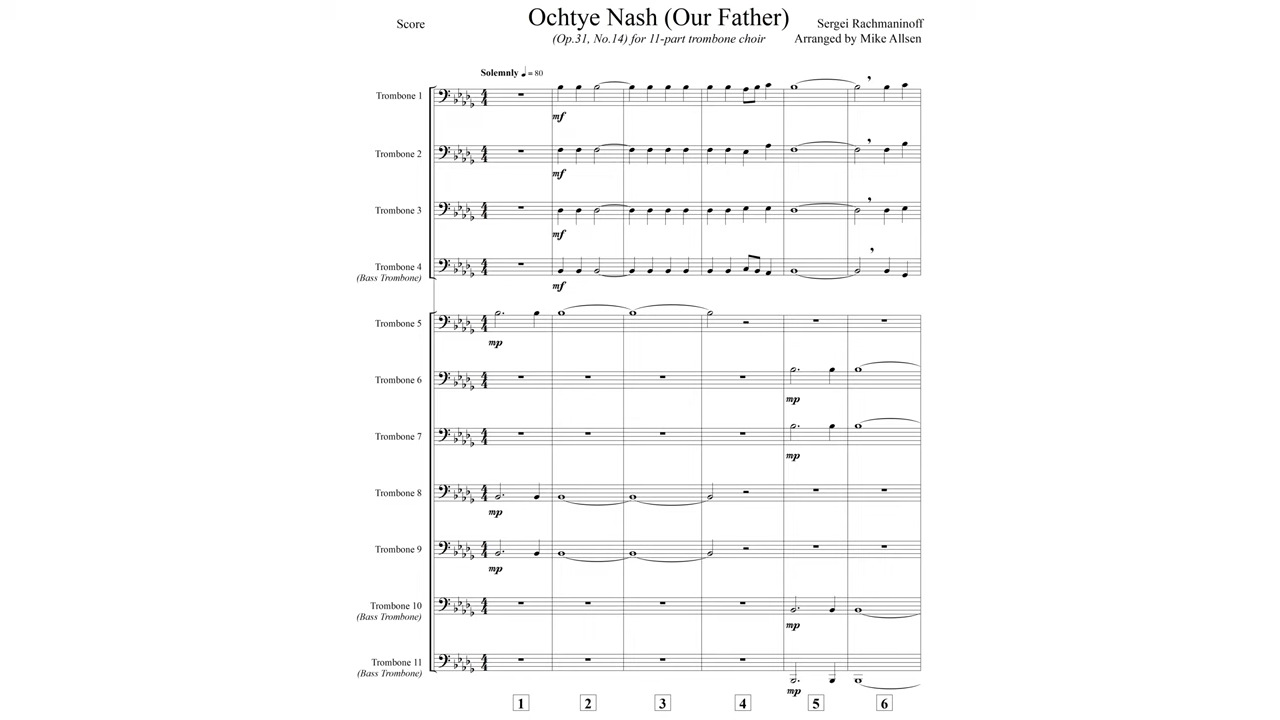 Ochtye Nash (Our Father)
Score
Sergei Rachmaninoff
(Op.31, No.14) for 11-part trombone choir
Arranged by Mike Allsen
Solemnly ♩ = 80
Trombone 1
mf
Trombone 2
mf
Trombone 3
mf
Trombone 4
(Bass Trombone)
mf
Trombone 5
mp
Trombone 6
mp
Trombone 7
mp
Trombone 8
mp
Trombone 9
mp
Trombone 10
(Bass Trombone)
mp
Trombone 11
(Bass Trombone)
mp
1 2 3 4 5 6